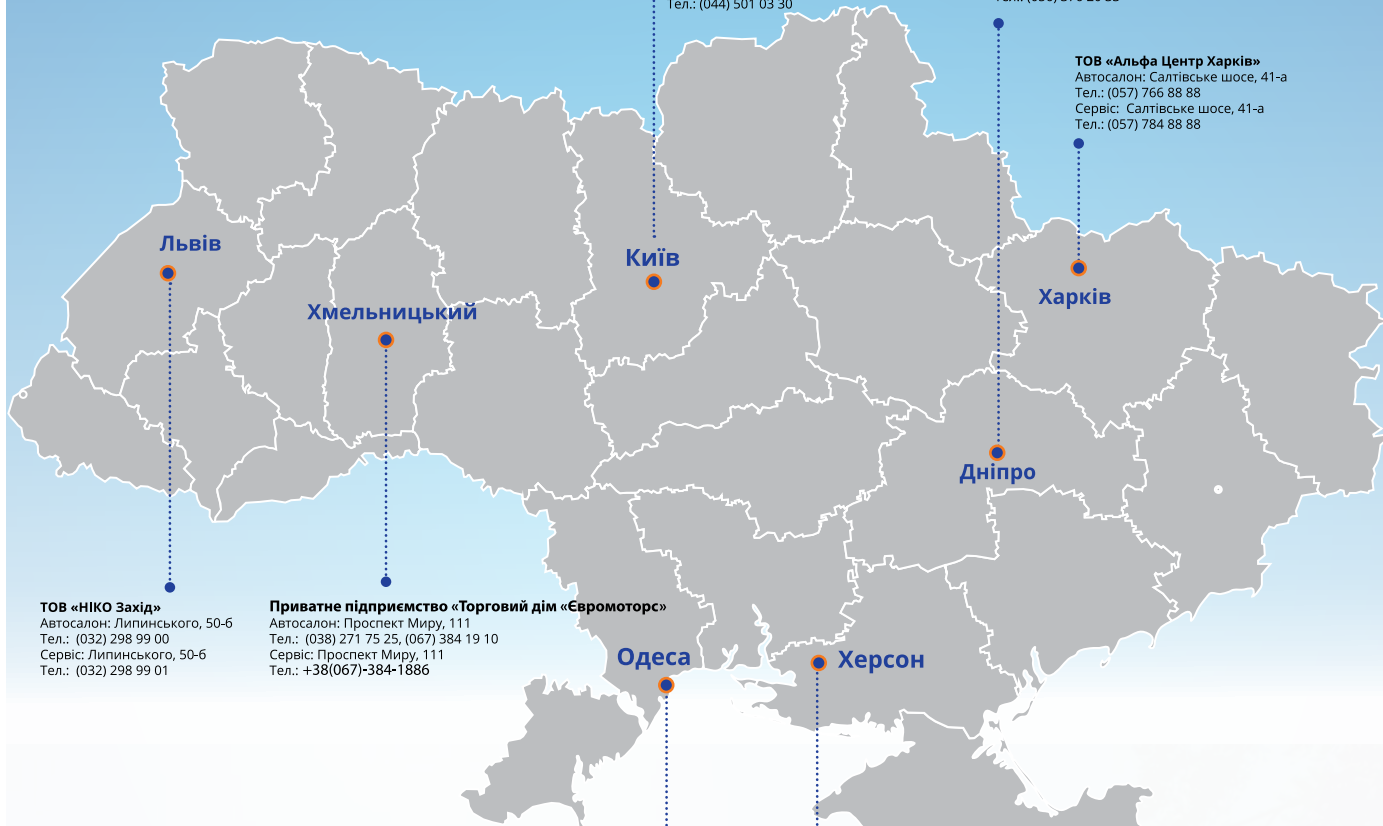 Тел.: (044) 501 03 30
ТОВ «Альфа Центр Харків»
Автосалон: Салтівське шосе, 41-а
Тел.: (057) 766 88 88
Сервіс: Салтівське шосе, 41-а
Тел.: (057) 784 88 88
Львів
Київ
Хмельницький
Харків
Дніпро
ТОВ «НІКО Захід»
Автосалон: Липинського, 50-б
Тел.: (032) 298 99 00
Сервіс: Липинського, 50-б
Тел.: (032) 298 99 01
Приватне підприємство «Торговий дім «Євромоторс»
Автосалон: Проспект Миру, 111
Тел.: (038) 271 75 25, (067) 384 19 10
Сервіс: Проспект Миру, 111
Тел.: +38(067)-384-1886
Одеса
Херсон